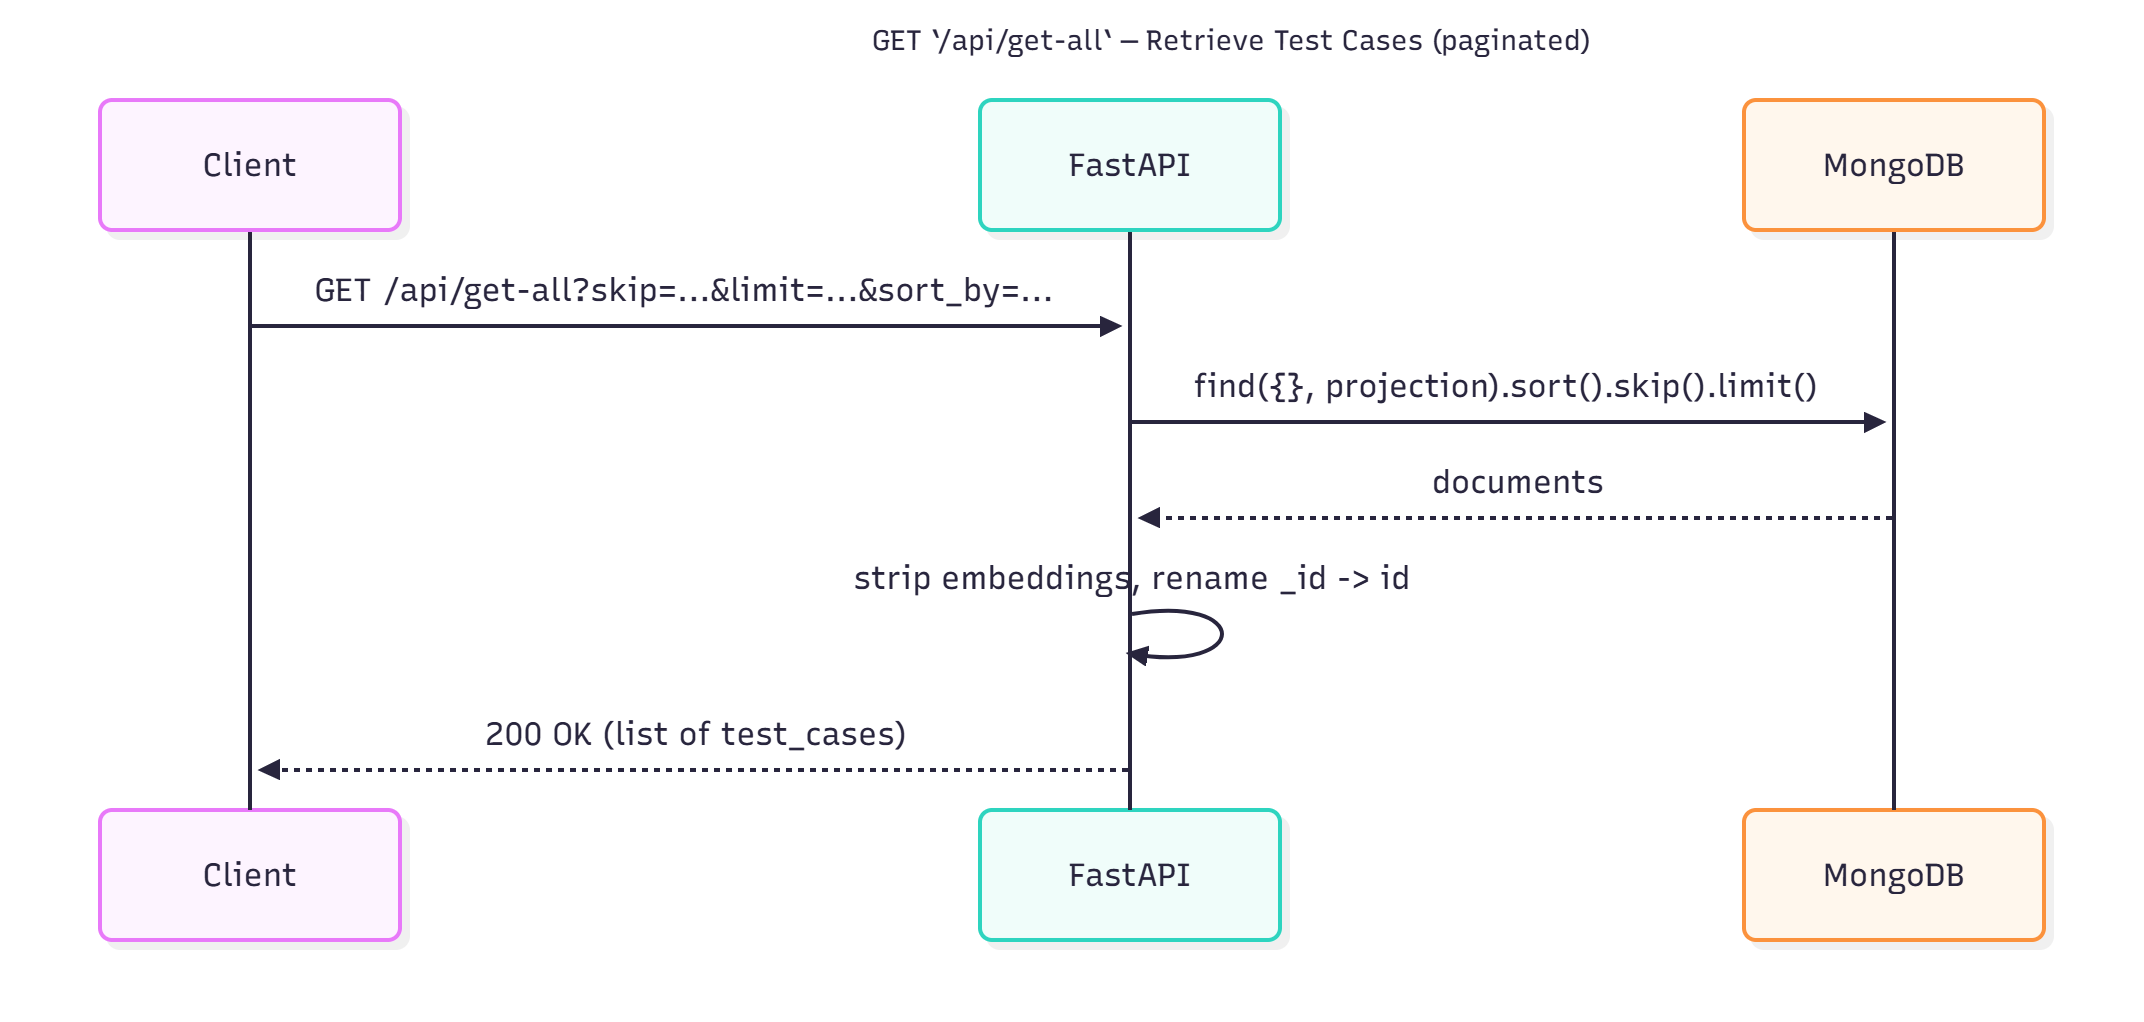 GET ‘/api/get-all‘ — Retrieve Test Cases (paginated)
Client
FastAPI
MongoDB
GET /api/get-all?skip=...&limit=...&sort_by=...
find({}, projection).sort().skip().limit()
documents
strip embeddings, rename _id -> id
200 OK (list of test_cases)
Client
FastAPI
MongoDB